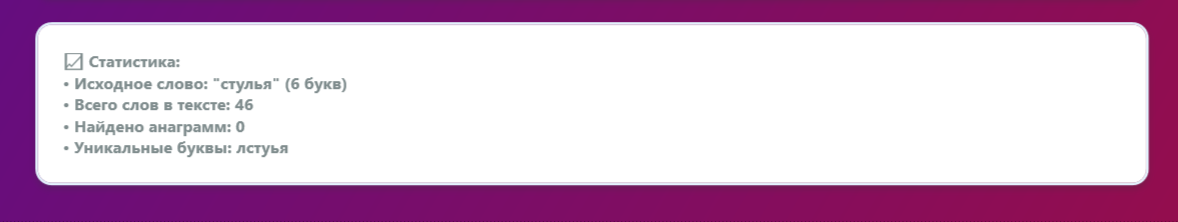 📈 Статистика:
• Исходное слово: "стулья" (6 букв)
• Всего слов в тексте: 46
• Найдено анаграмм: 0
• Уникальные буквы: лстуья